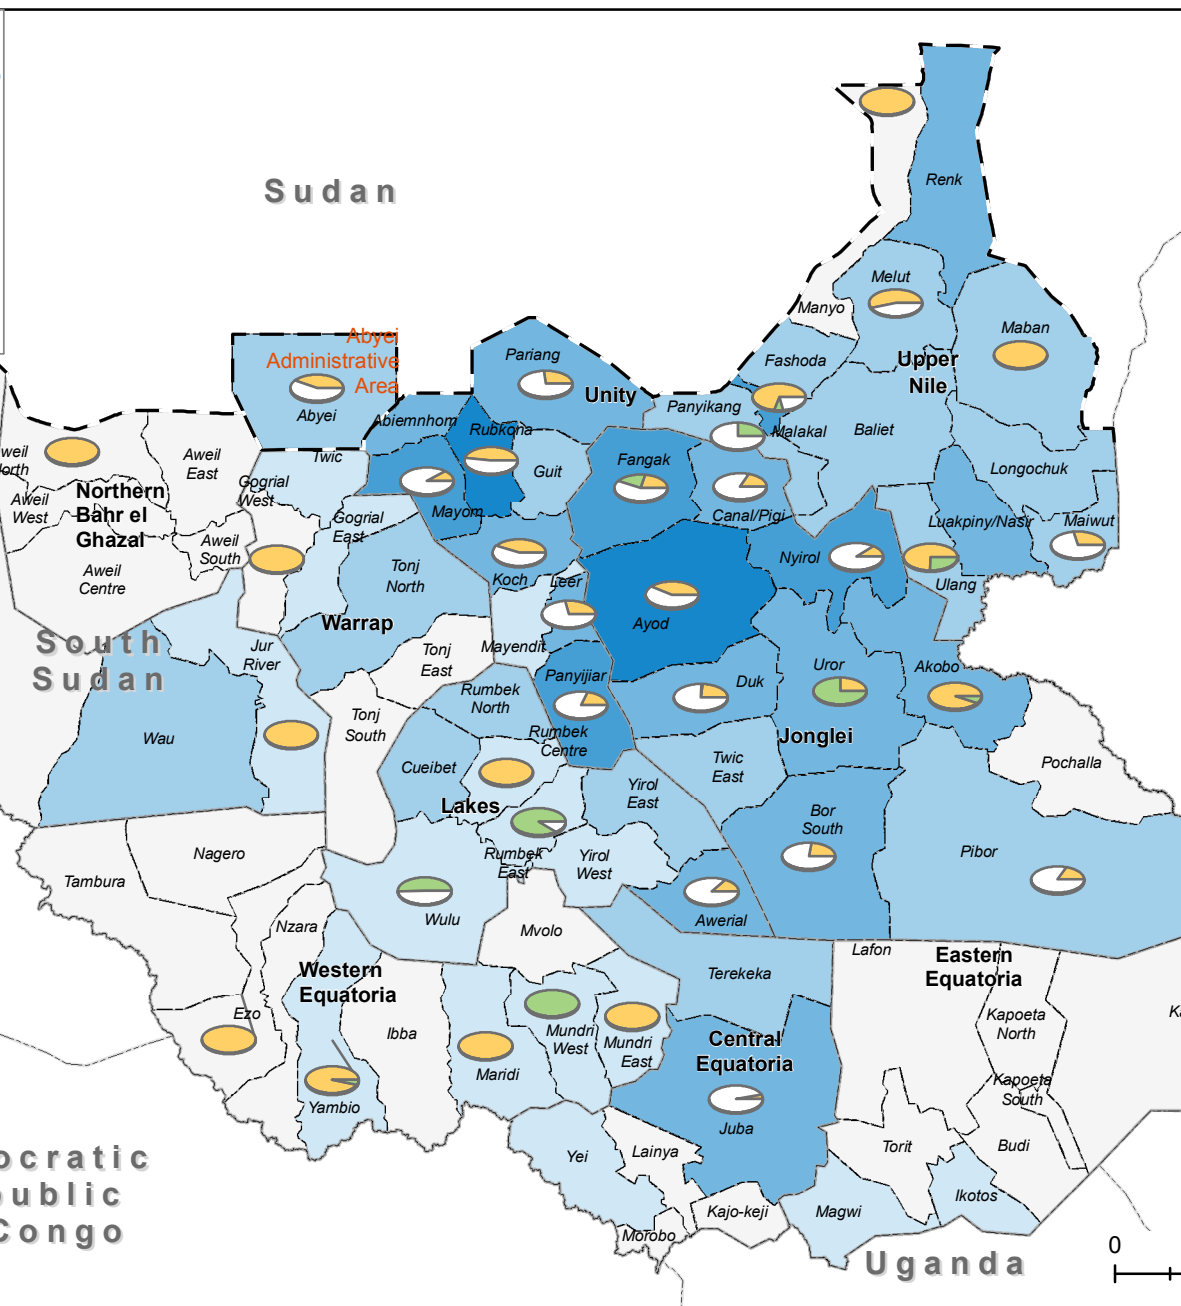 Sudan
Renk
Melut
Manyo
Maban
Abyei
Administrative
Area
Pariang
Fashoda
Upper
Nile
Unity
Abyei
Abiemnhom
Panyikang
Rubkona
Malakal
Baliet
Twic
Aweil
East
Guit
Fangak
Longochuk
Gogrial
West
Northern
Bahr el
Ghazal
Aweil
West
Mayom
Canal/Pigi
Gogrial
East
Luakpiny/Nasir
Maiwut
Aweil
South
Nyirol
Aweil
Centre
Tonj
North
Koch
Leer
Ulang
Warrap
Ayod
South
Sudan
Jur
River
Tonj
East
Mayendit
Panyijiar
Uror
Akobo
Duk
Rumbek
North
Tonj
South
Rumbek
Centre
Wau
Jonglei
Cueibet
Twic
East
Pochalla
Yirol
East
Lakes
Bor
South
Rumbek
East
Yirol
West
Pibor
Nagero
Tambura
Wulu
Awerial
Nzara
Mvolo
Lafon
Eastern
Equatoria
Western
Equatoria
Terekeka
Ezo
Ibba
Mundri
West
Mundri
East
Central
Equatoria
Kapoeta
North
Maridi
Kapoeta
South
Yambio
Juba
Yei
Lainya
Torit
Budi
ocratic
public
Congo
Ikotos
Kajo-keji
Magwi
Morobo
Uganda
0